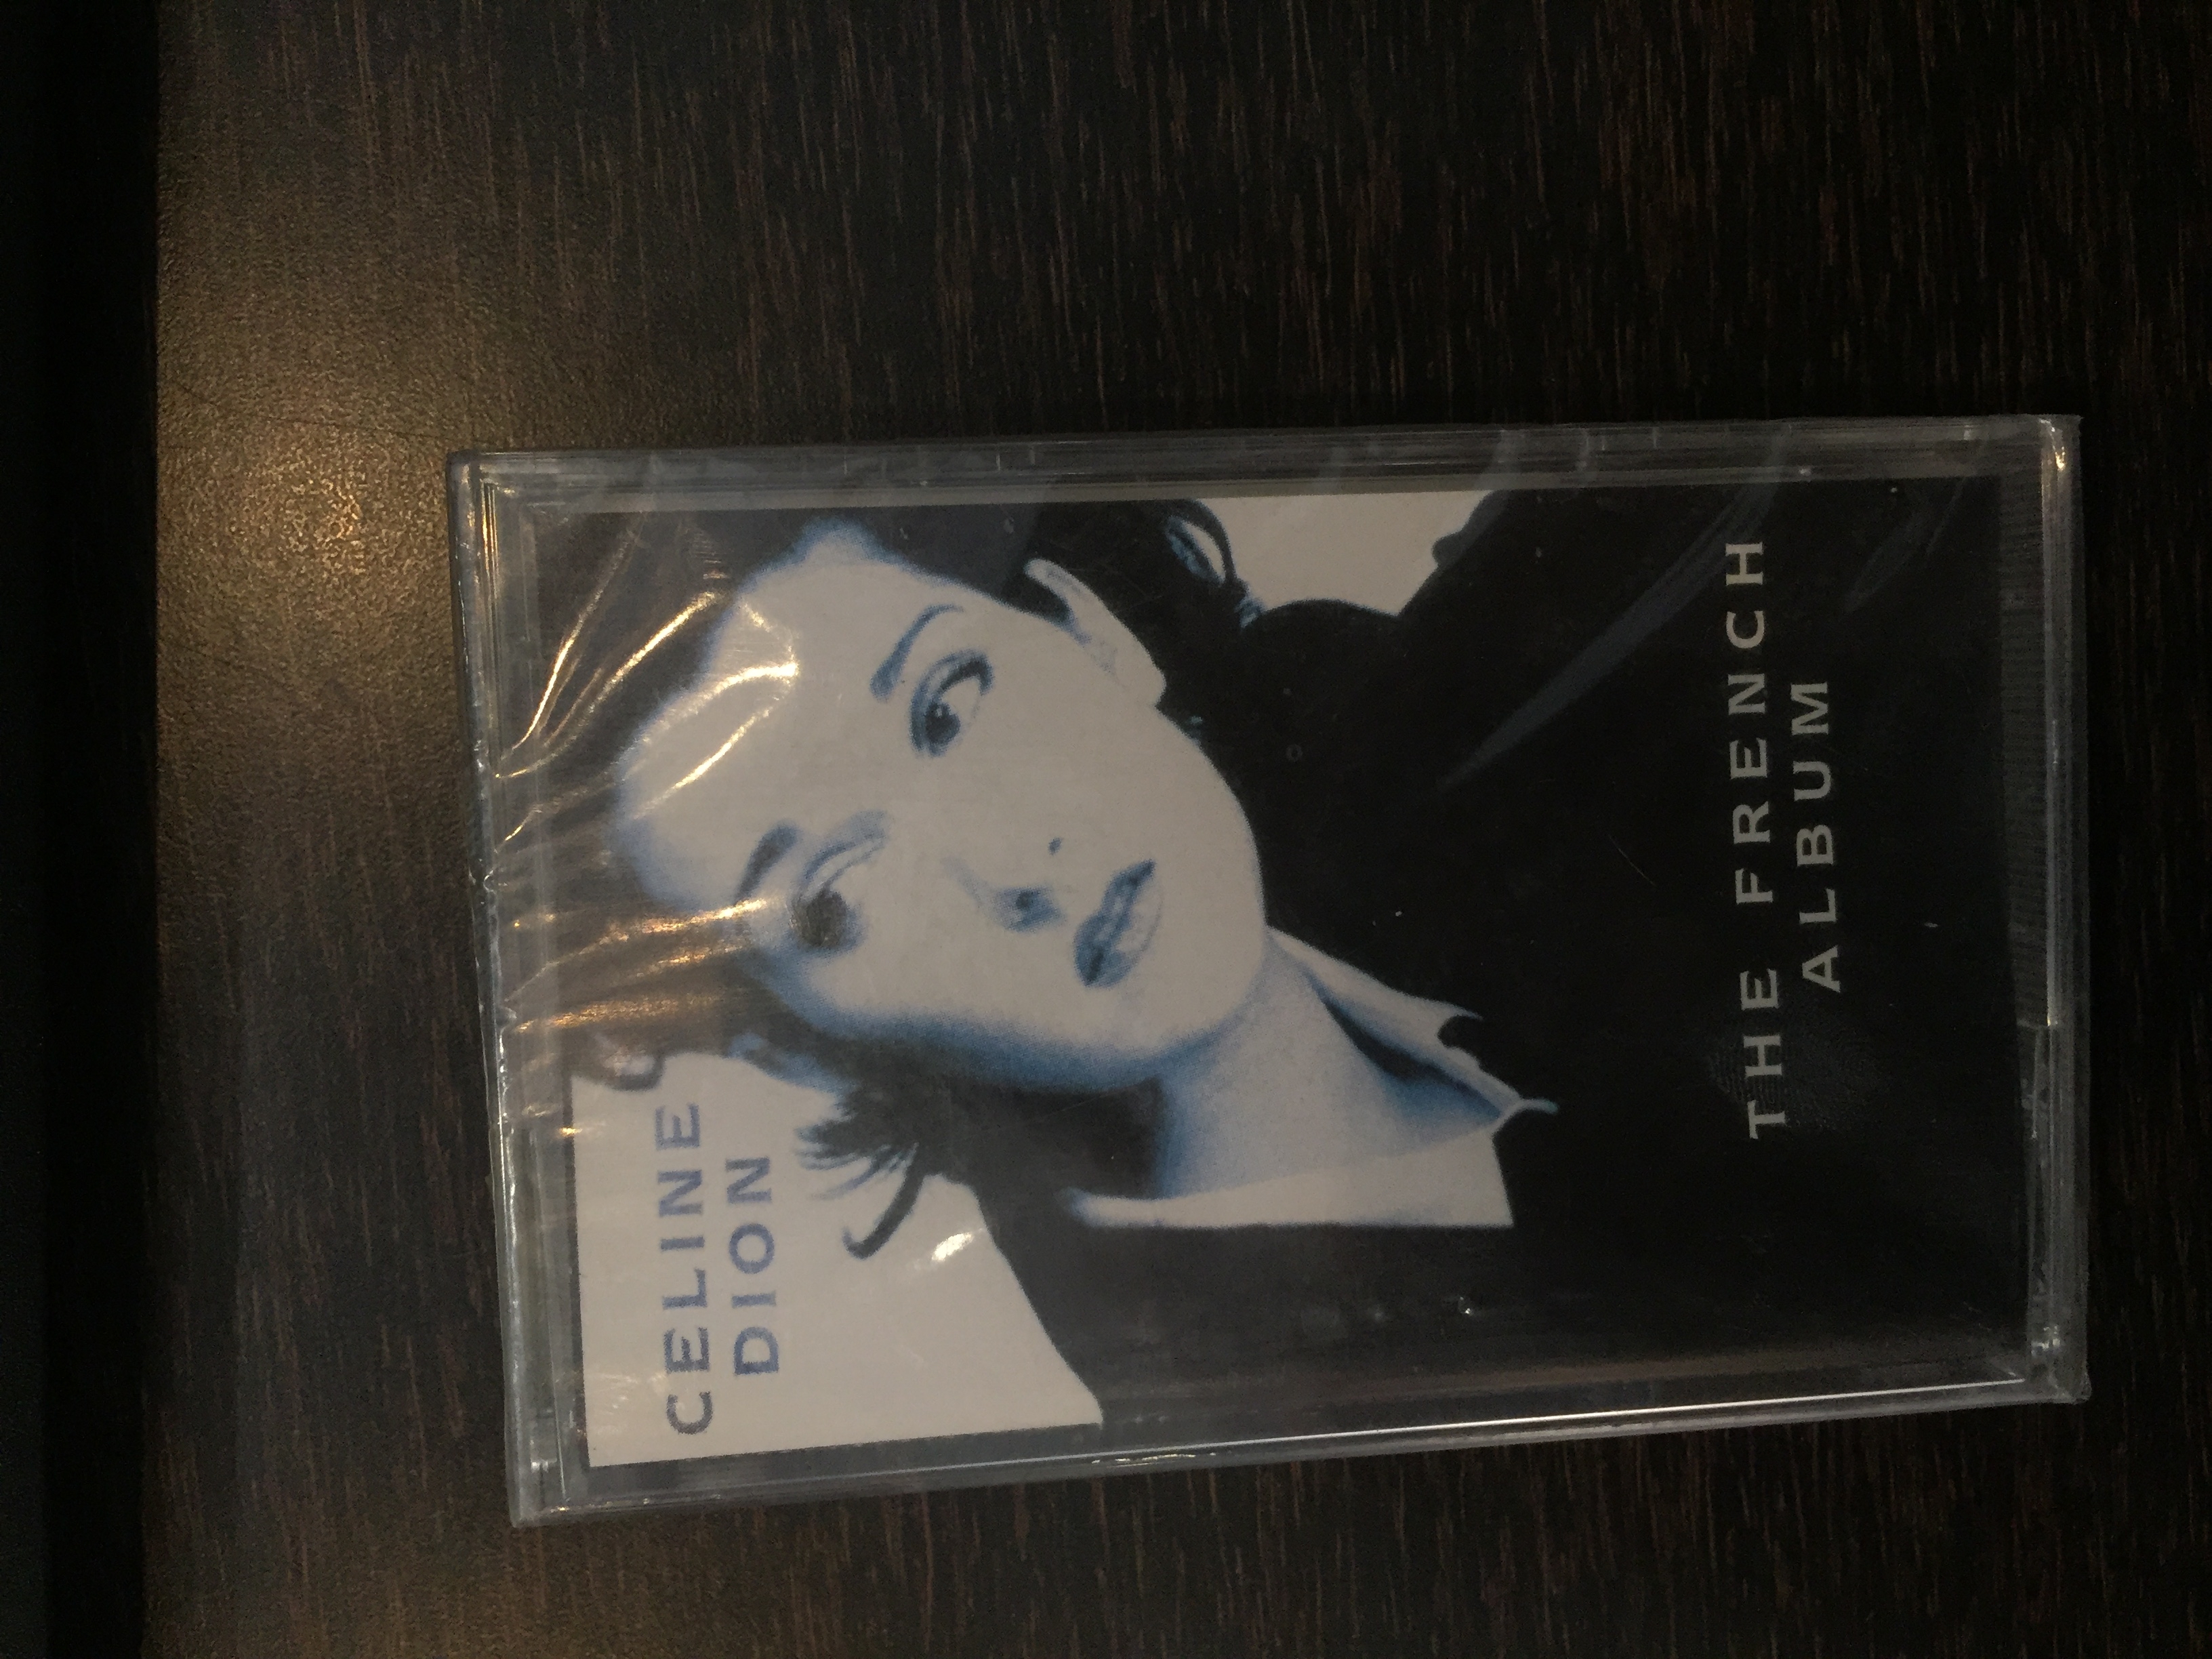 CELINE
DION
THE FRENCH
ALBUM